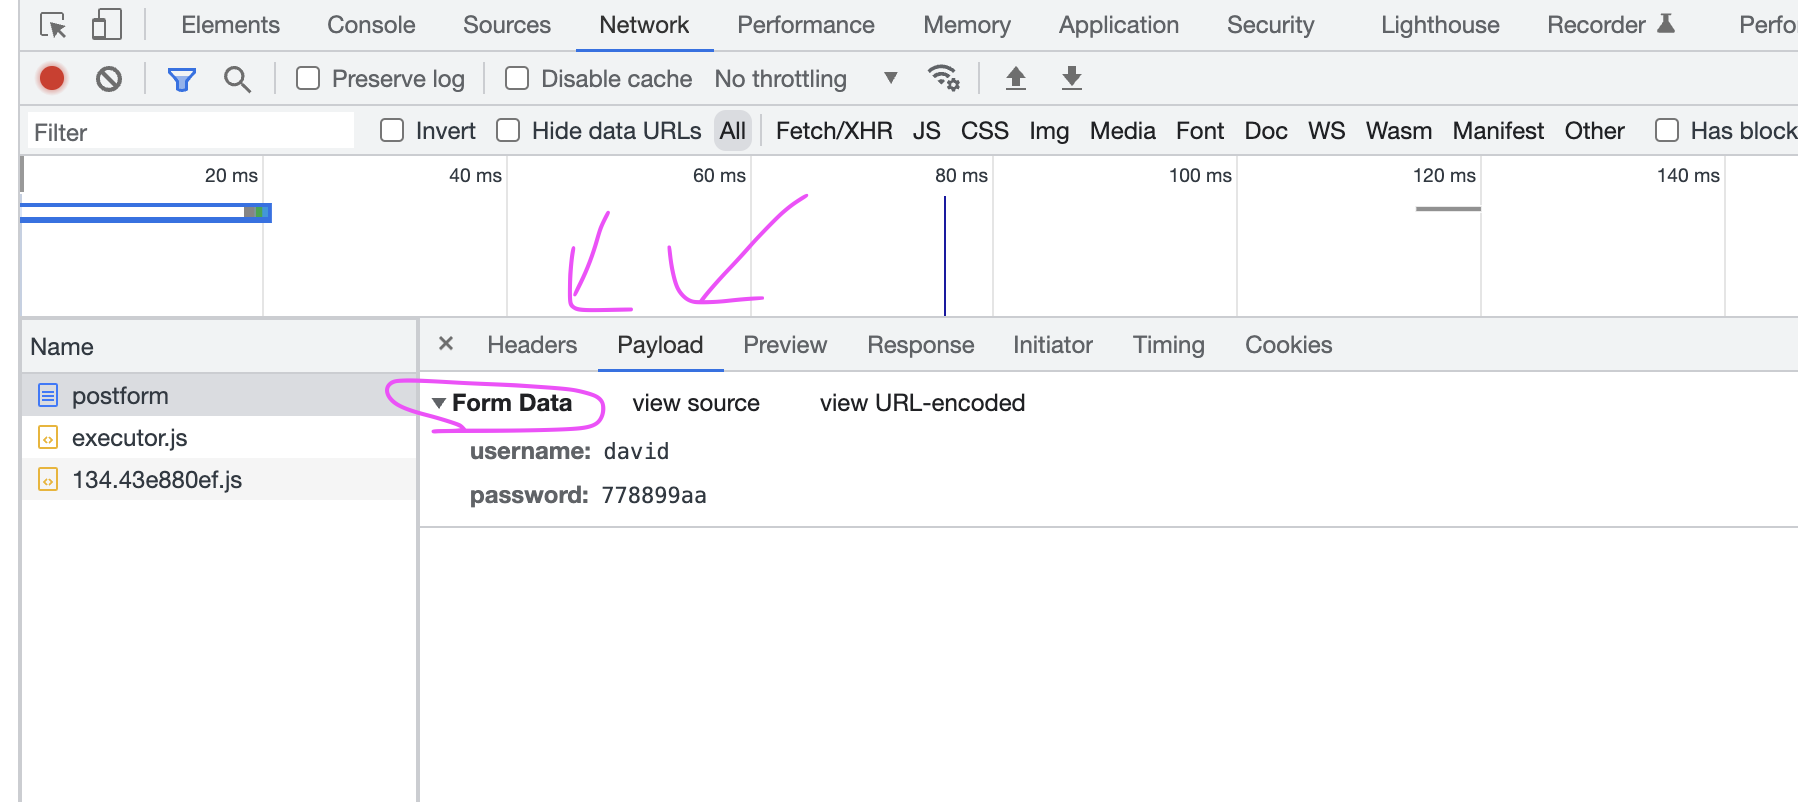 Elements Console Sources Network Performance Memory Application Security Lighthouse Recorder Perfo
Preserve log Disable cache No throttling
Filter Invert Hide data URLs All Fetch/XHR JS CSS Img Media Font Doc WS Wasm Manifest Other Has block
20 ms 40 ms 60 ms 80 ms 100 ms 120 ms 140 ms
Name
postform
executor.js
134.43e880ef.js
× Headers Payload Preview Response Initiator Timing Cookies
Form Data view source view URL-encoded
username: david
password: 778899aa